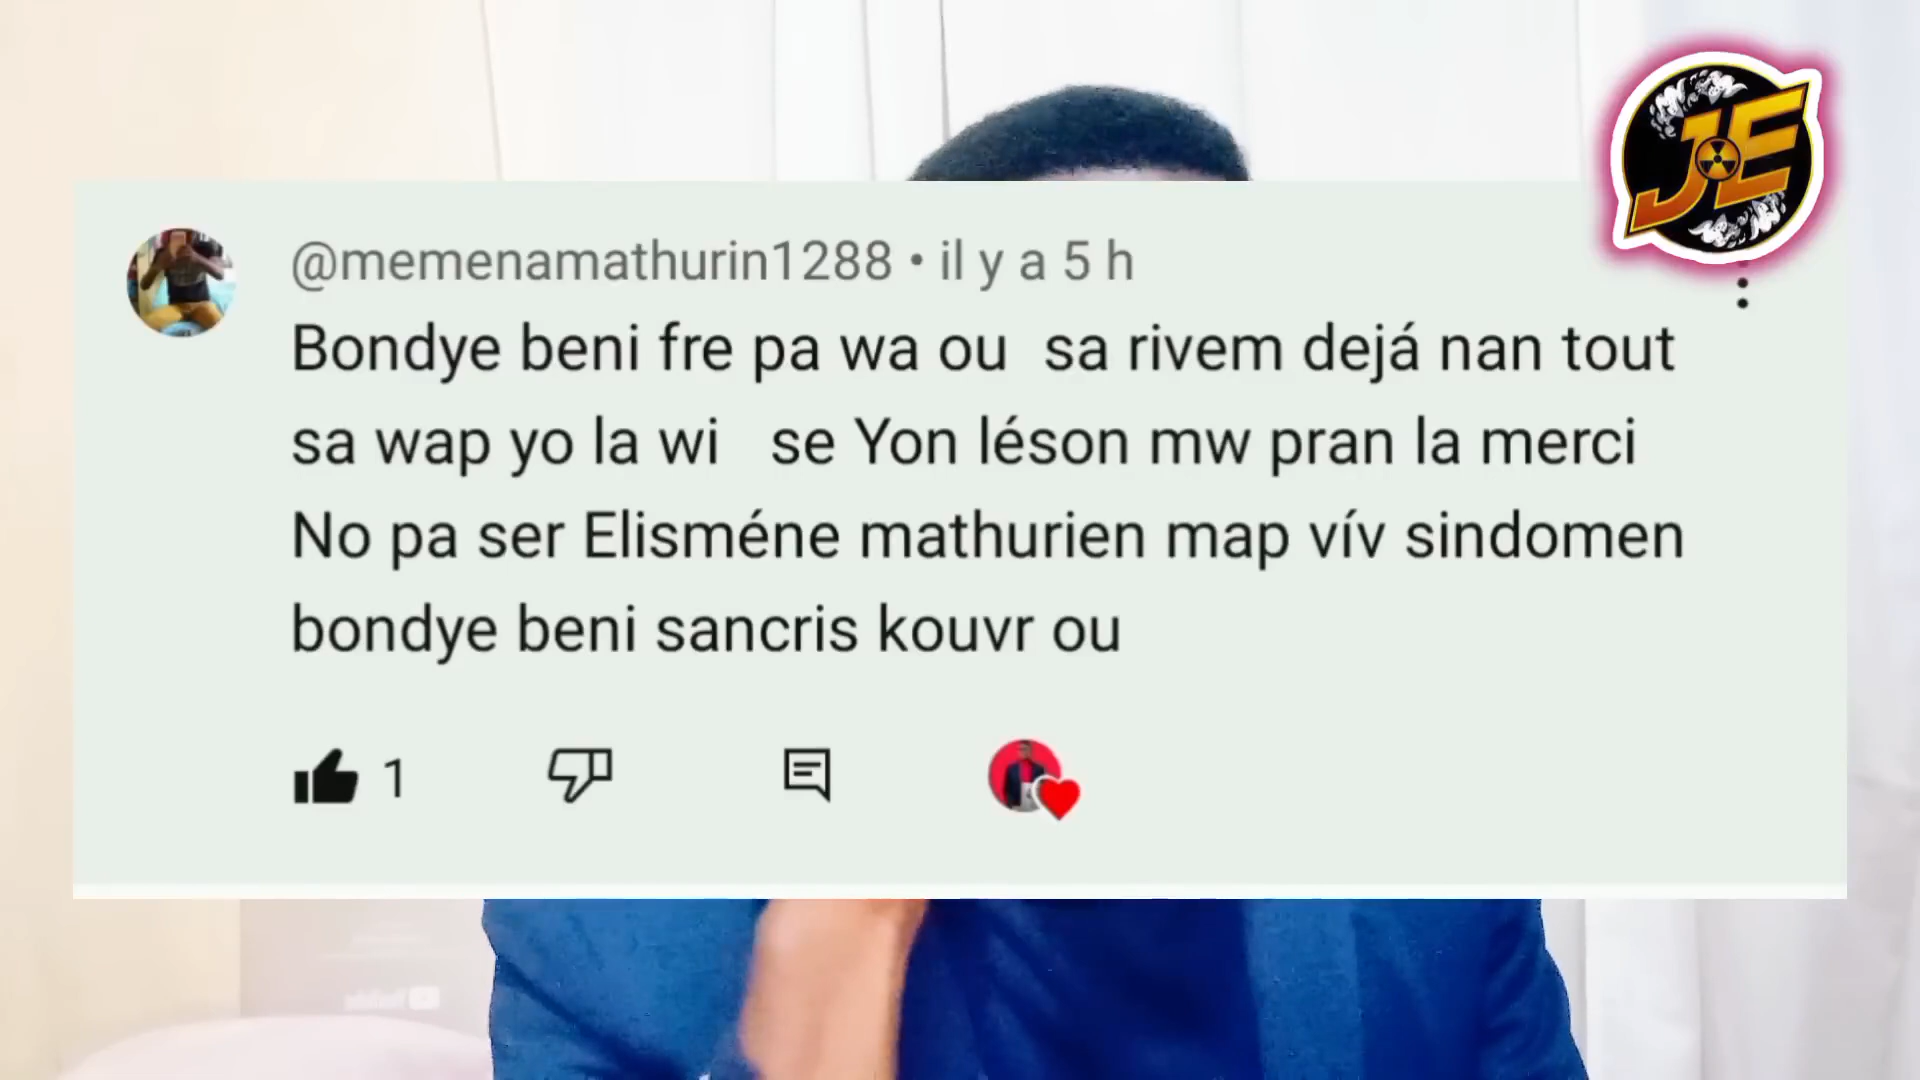 JE
@memenamathurin1288 • il y a 5 h
Bondye beni fre pa wa ou sa rivem dejá nan tout
sa wap yo la wi se Yon léson mw pran la merci
No pa ser Elisméne mathurien map vív sindomen
bondye beni sancris kouvr ou
1